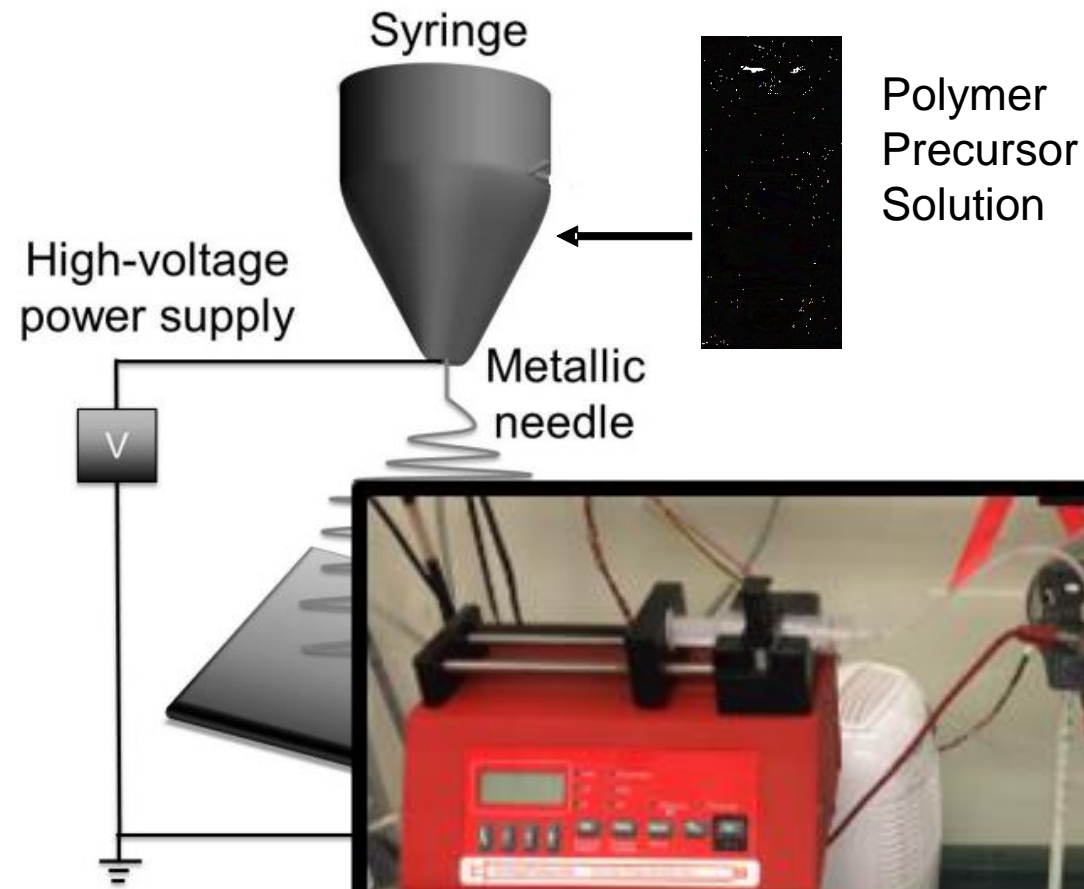 Syringe
Polymer
Precursor
Solution
High-voltage
power supply
Metallic
needle
V